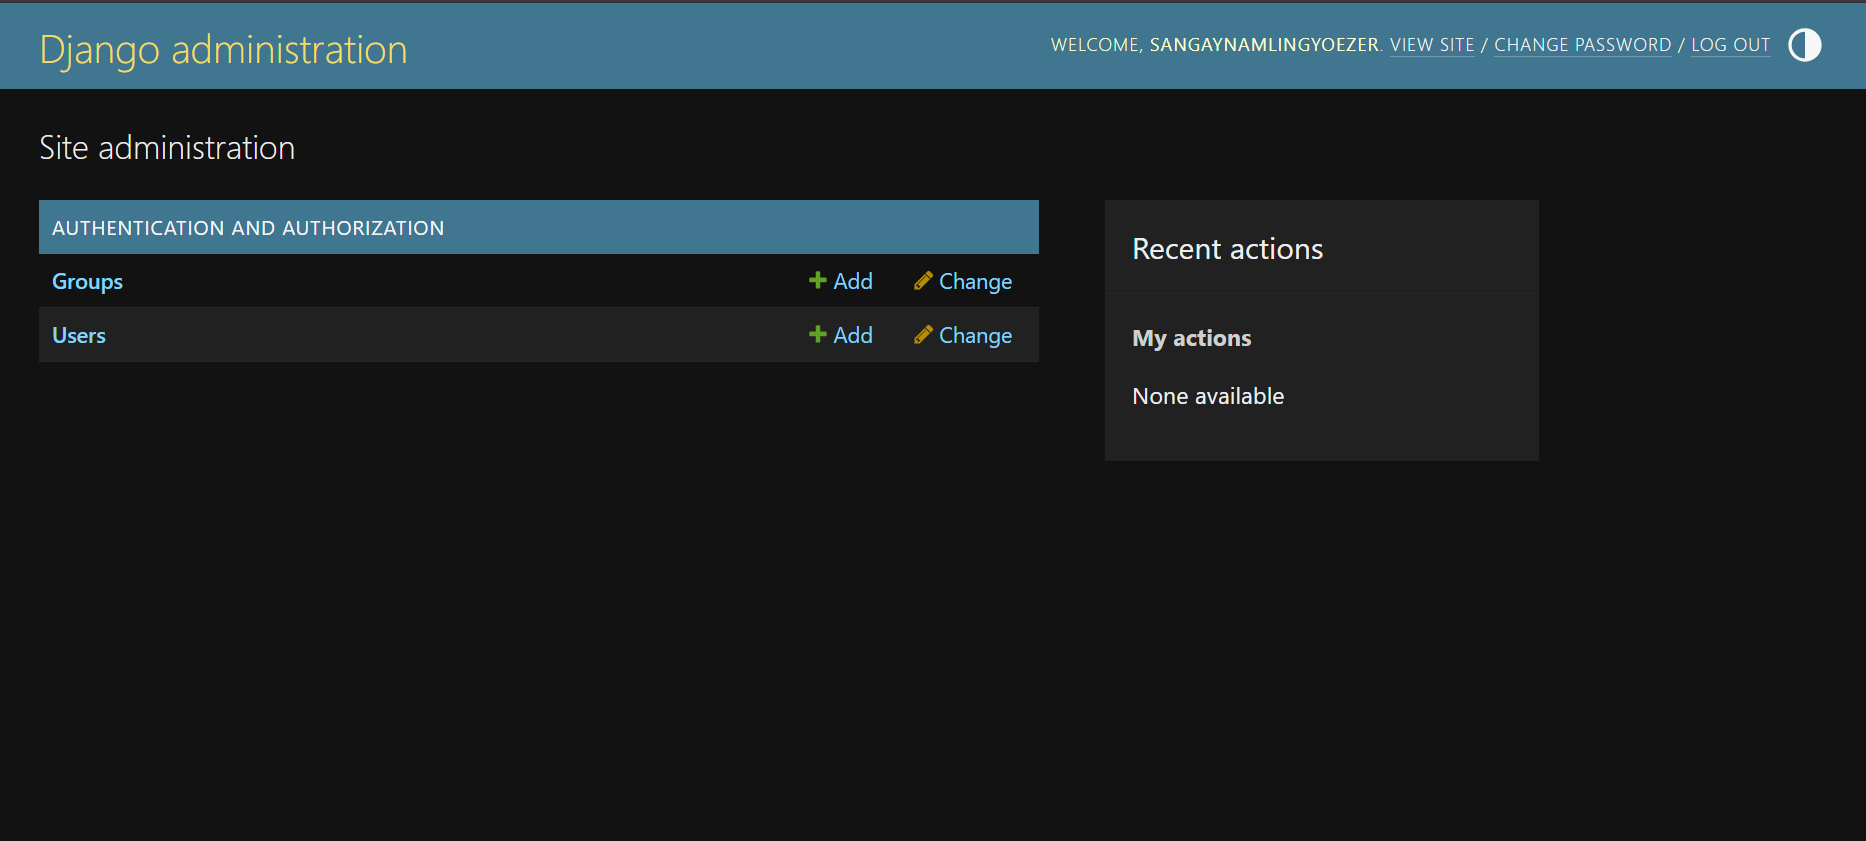 Django administration
WELCOME, SANGAYNAMLINGYOEZER. VIEW SITE / CHANGE PASSWORD / LOG OUT
Site administration
AUTHENTICATION AND AUTHORIZATION
Groups Add Change
Users Add Change
Recent actions
My actions
None available